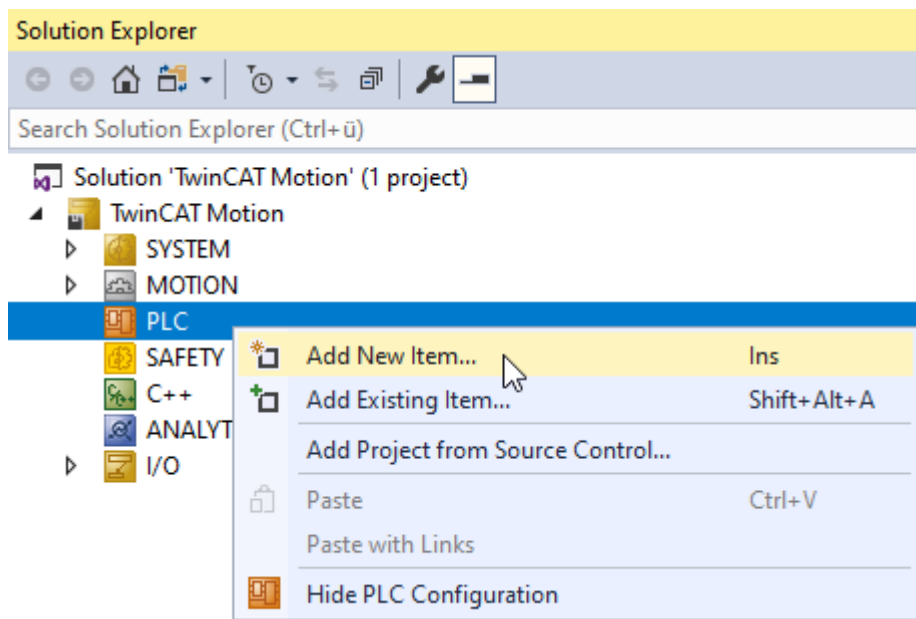 Solution Explorer
Search Solution Explorer (Ctrl+ü)
Solution 'TwinCAT Motion' (1 project)
TwinCAT Motion
SYSTEM
MOTION
PLC
SAFETY
C++
ANALYT
I/O
Add New Item... Ins
Add Existing Item... Shift+Alt+A
Add Project from Source Control...
Paste Ctrl+V
Paste with Links
Hide PLC Configuration